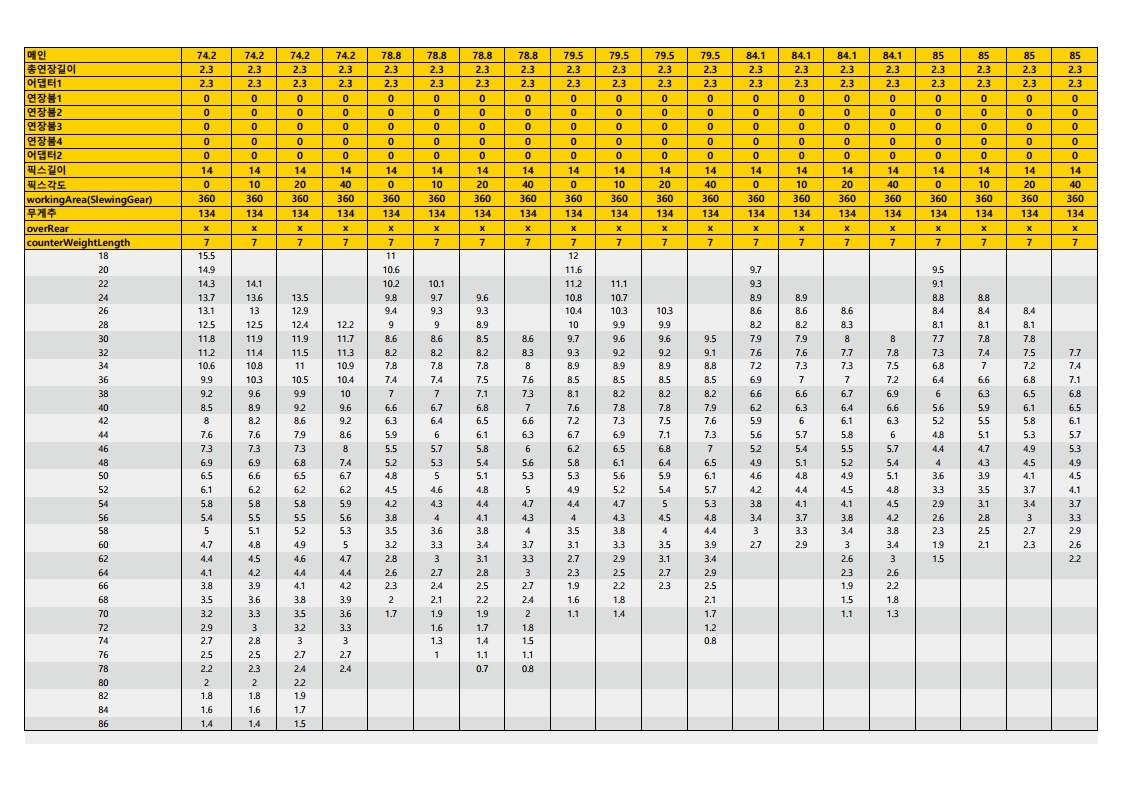 메인 74.2 74.2 74.2 74.2 78.8 78.8 78.8 78.8 79.5 79.5 79.5 79.5 84.1 84.1 84.1 84.1 85 85 85 85
총연장길이 2.3 2.3 2.3 2.3 2.3 2.3 2.3 2.3 2.3 2.3 2.3 2.3 2.3 2.3 2.3 2.3 2.3 2.3 2.3 2.3
어댑터1 2.3 2.3 2.3 2.3 2.3 2.3 2.3 2.3 2.3 2.3 2.3 2.3 2.3 2.3 2.3 2.3 2.3 2.3 2.3 2.3
연장붐1 0 0 0 0 0 0 0 0 0 0 0 0 0 0 0 0 0 0 0 0
연장붐2 0 0 0 0 0 0 0 0 0 0 0 0 0 0 0 0 0 0 0 0
연장붐3 0 0 0 0 0 0 0 0 0 0 0 0 0 0 0 0 0 0 0 0
연장붐4 0 0 0 0 0 0 0 0 0 0 0 0 0 0 0 0 0 0 0 0
어댑터2 0 0 0 0 0 0 0 0 0 0 0 0 0 0 0 0 0 0 0 0
픽스길이 14 14 14 14 14 14 14 14 14 14 14 14 14 14 14 14 14 14 14 14
픽스각도 0 10 20 40 0 10 20 40 0 10 20 40 0 10 20 40 0 10 20 40
workingArea(SlewingGear) 360 360 360 360 360 360 360 360 360 360 360 360 360 360 360 360 360 360 360 360
무게추 134 134 134 134 134 134 134 134 134 134 134 134 134 134 134 134 134 134 134 134
overRear x x x x x x x x x x x x x x x x x x x x
counterWeightLength 7 7 7 7 7 7 7 7 7 7 7 7 7 7 7 7 7 7 7 7
18 15.5 11 12
20 14.9 10.6 11.6 9.7 9.5
22 14.3 14.1 10.2 10.1 11.2 11.1 9.3 9.1
24 13.7 13.6 13.5 9.8 9.7 9.6 10.8 10.7 8.9 8.9 8.8 8.8
26 13.1 13 12.9 9.4 9.3 9.3 10.4 10.3 10.3 8.6 8.6 8.6 8.4 8.4 8.4
28 12.5 12.5 12.4 12.2 9 9 8.9 10 9.9 9.9 8.2 8.2 8.3 8.1 8.1 8.1
30 11.8 11.9 11.9 11.7 8.6 8.6 8.5 8.6 9.7 9.6 9.6 9.5 7.9 7.9 8 8 7.7 7.8 7.8
32 11.2 11.4 11.5 11.3 8.2 8.2 8.2 8.3 9.3 9.2 9.2 9.1 7.6 7.6 7.7 7.8 7.3 7.4 7.5 7.7
34 10.6 10.8 11 10.9 7.8 7.8 7.8 8 8.9 8.9 8.9 8.8 7.2 7.3 7.3 7.5 6.8 7 7.2 7.4
36 9.9 10.3 10.5 10.4 7.4 7.4 7.5 7.6 8.5 8.5 8.5 8.5 6.9 7 7 7.2 6.4 6.6 6.8 7.1
38 9.2 9.6 9.9 10 7 7 7.1 7.3 8.1 8.2 8.2 8.2 6.6 6.6 6.7 6.9 6 6.3 6.5 6.8
40 8.5 8.9 9.2 9.6 6.6 6.7 6.8 7 7.6 7.8 7.8 7.9 6.2 6.3 6.4 6.6 5.6 5.9 6.1 6.5
42 8 8.2 8.6 9.2 6.3 6.4 6.5 6.6 7.2 7.3 7.5 7.6 5.9 6 6.1 6.3 5.2 5.5 5.8 6.1
44 7.6 7.6 7.9 8.6 5.9 6 6.1 6.3 6.7 6.9 7.1 7.3 5.6 5.7 5.8 6 4.8 5.1 5.3 5.7
46 7.3 7.3 7.3 8 5.5 5.7 5.8 6 6.2 6.5 6.8 7 5.2 5.4 5.5 5.7 4.4 4.7 4.9 5.3
48 6.9 6.9 6.8 7.4 5.2 5.3 5.4 5.6 5.8 6.1 6.4 6.5 4.9 5.1 5.2 5.4 4 4.3 4.5 4.9
50 6.5 6.6 6.5 6.7 4.8 5 5.1 5.3 5.3 5.6 5.9 6.1 4.6 4.8 4.9 5.1 3.6 3.9 4.1 4.5
52 6.1 6.2 6.2 6.2 4.5 4.6 4.8 5 4.9 5.2 5.4 5.7 4.2 4.4 4.5 4.8 3.3 3.5 3.7 4.1
54 5.8 5.8 5.8 5.9 4.2 4.3 4.4 4.7 4.4 4.7 5 5.3 3.8 4.1 4.1 4.5 2.9 3.1 3.4 3.7
56 5.4 5.5 5.5 5.6 3.8 4 4.1 4.3 4 4.3 4.5 4.8 3.4 3.7 3.8 4.2 2.6 2.8 3 3.3
58 5 5.1 5.2 5.3 3.5 3.6 3.8 4 3.5 3.8 4 4.4 3 3.3 3.4 3.8 2.3 2.5 2.7 2.9
60 4.7 4.8 4.9 5 3.2 3.3 3.4 3.7 3.1 3.3 3.5 3.9 2.7 2.9 3 3.4 1.9 2.1 2.3 2.6
62 4.4 4.5 4.6 4.7 2.8 3 3.1 3.3 2.7 2.9 3.1 3.4 2.6 3 1.5 2.2
64 4.1 4.2 4.4 4.4 2.6 2.7 2.8 3 2.3 2.5 2.7 2.9 2.3 2.6
66 3.8 3.9 4.1 4.2 2.3 2.4 2.5 2.7 1.9 2.2 2.3 2.5 1.9 2.2
68 3.5 3.6 3.8 3.9 2 2.1 2.2 2.4 1.6 1.8 2.1 1.5 1.8
70 3.2 3.3 3.5 3.6 1.7 1.9 1.9 2 1.1 1.4 1.7 1.1 1.3
72 2.9 3 3.2 3.3 1.6 1.7 1.8 1.2
74 2.7 2.8 3 3 1.3 1.4 1.5 0.8
76 2.5 2.5 2.7 2.7 1 1.1 1.1
78 2.2 2.3 2.4 2.4 0.7 0.8
80 2 2 2.2
82 1.8 1.8 1.9
84 1.6 1.6 1.7
86 1.4 1.4 1.5